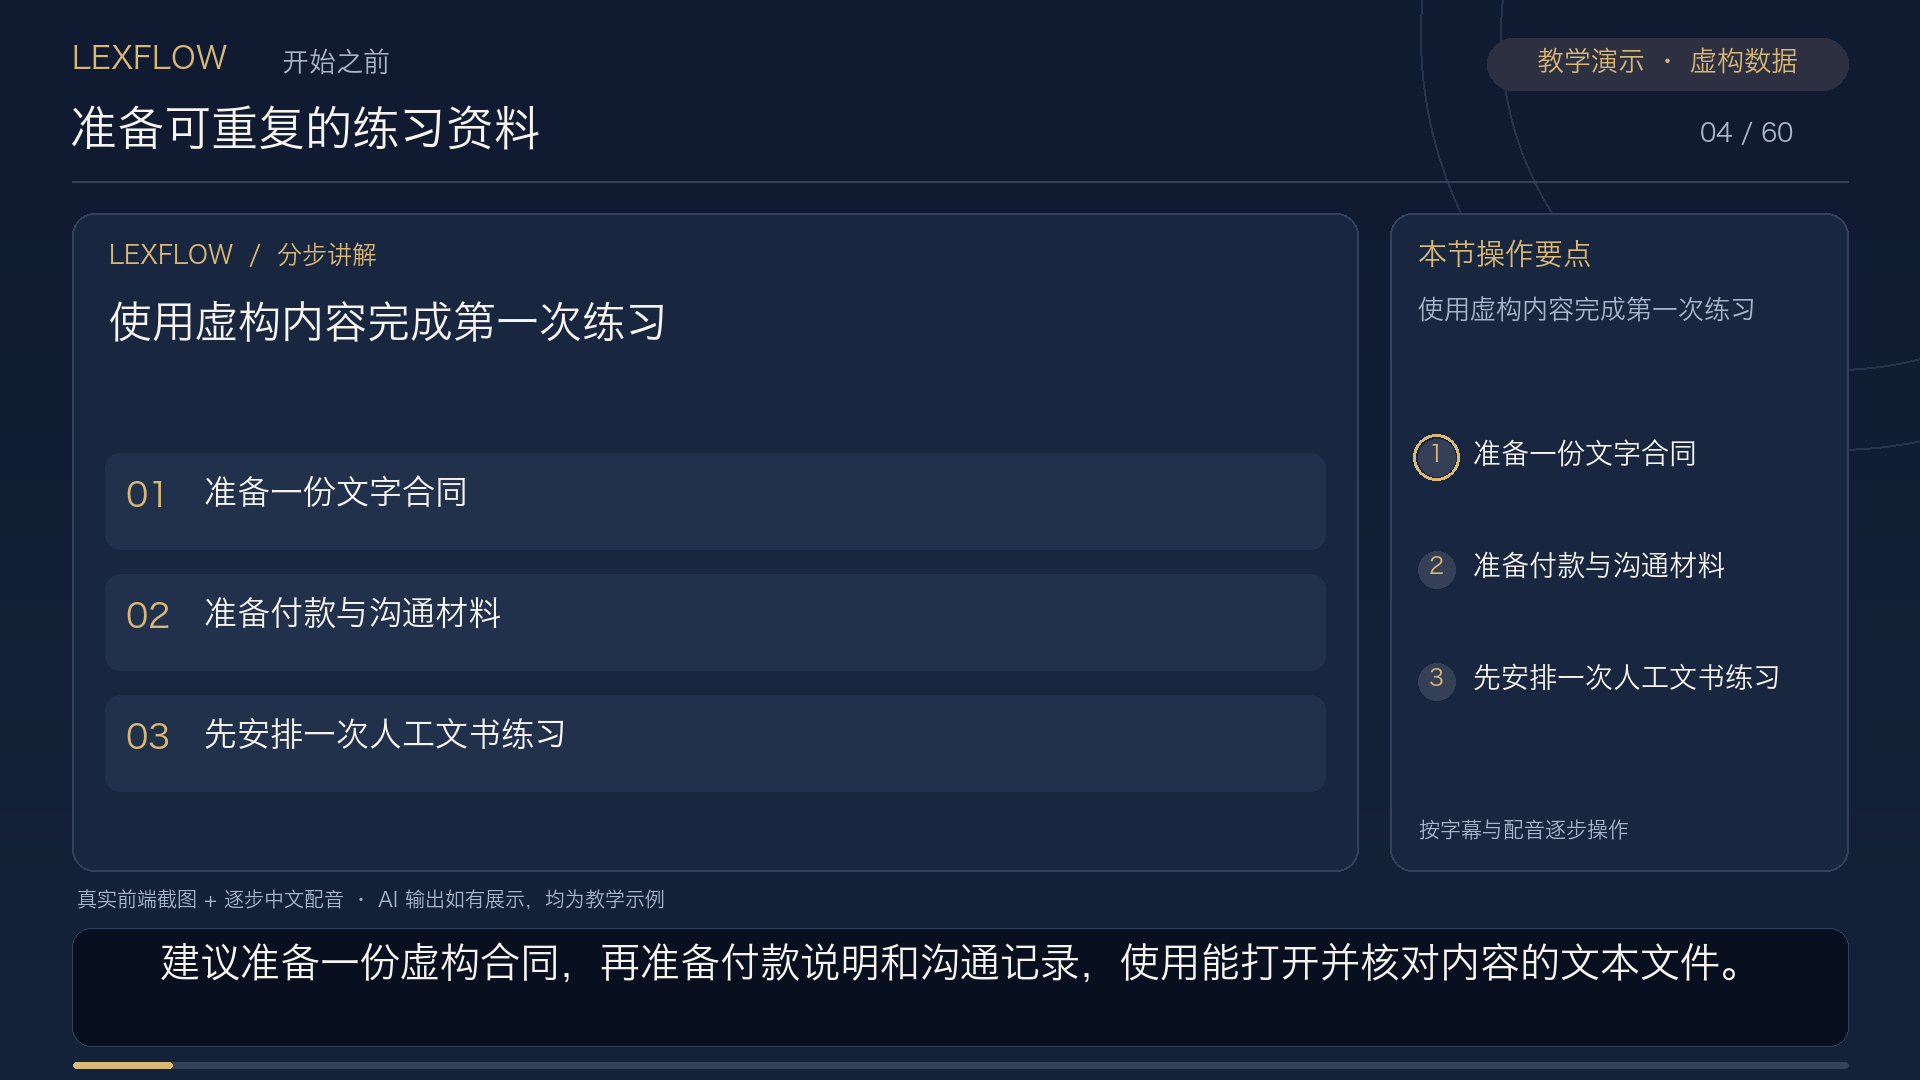 LEXFLOW 开始之前
教学演示 · 虚构数据
准备可重复的练习资料
04 / 60
LEXFLOW / 分步讲解
使用虚构内容完成第一次练习
01 准备一份文字合同
02 准备付款与沟通材料
03 先安排一次人工文书练习
本节操作要点
使用虚构内容完成第一次练习
1 准备一份文字合同
2 准备付款与沟通材料
3 先安排一次人工文书练习
按字幕与配音逐步操作
真实前端截图 + 逐步中文配音 · AI 输出如有展示，均为教学示例
建议准备一份虚构合同，再准备付款说明和沟通记录，使用能打开并核对内容的文本文件。